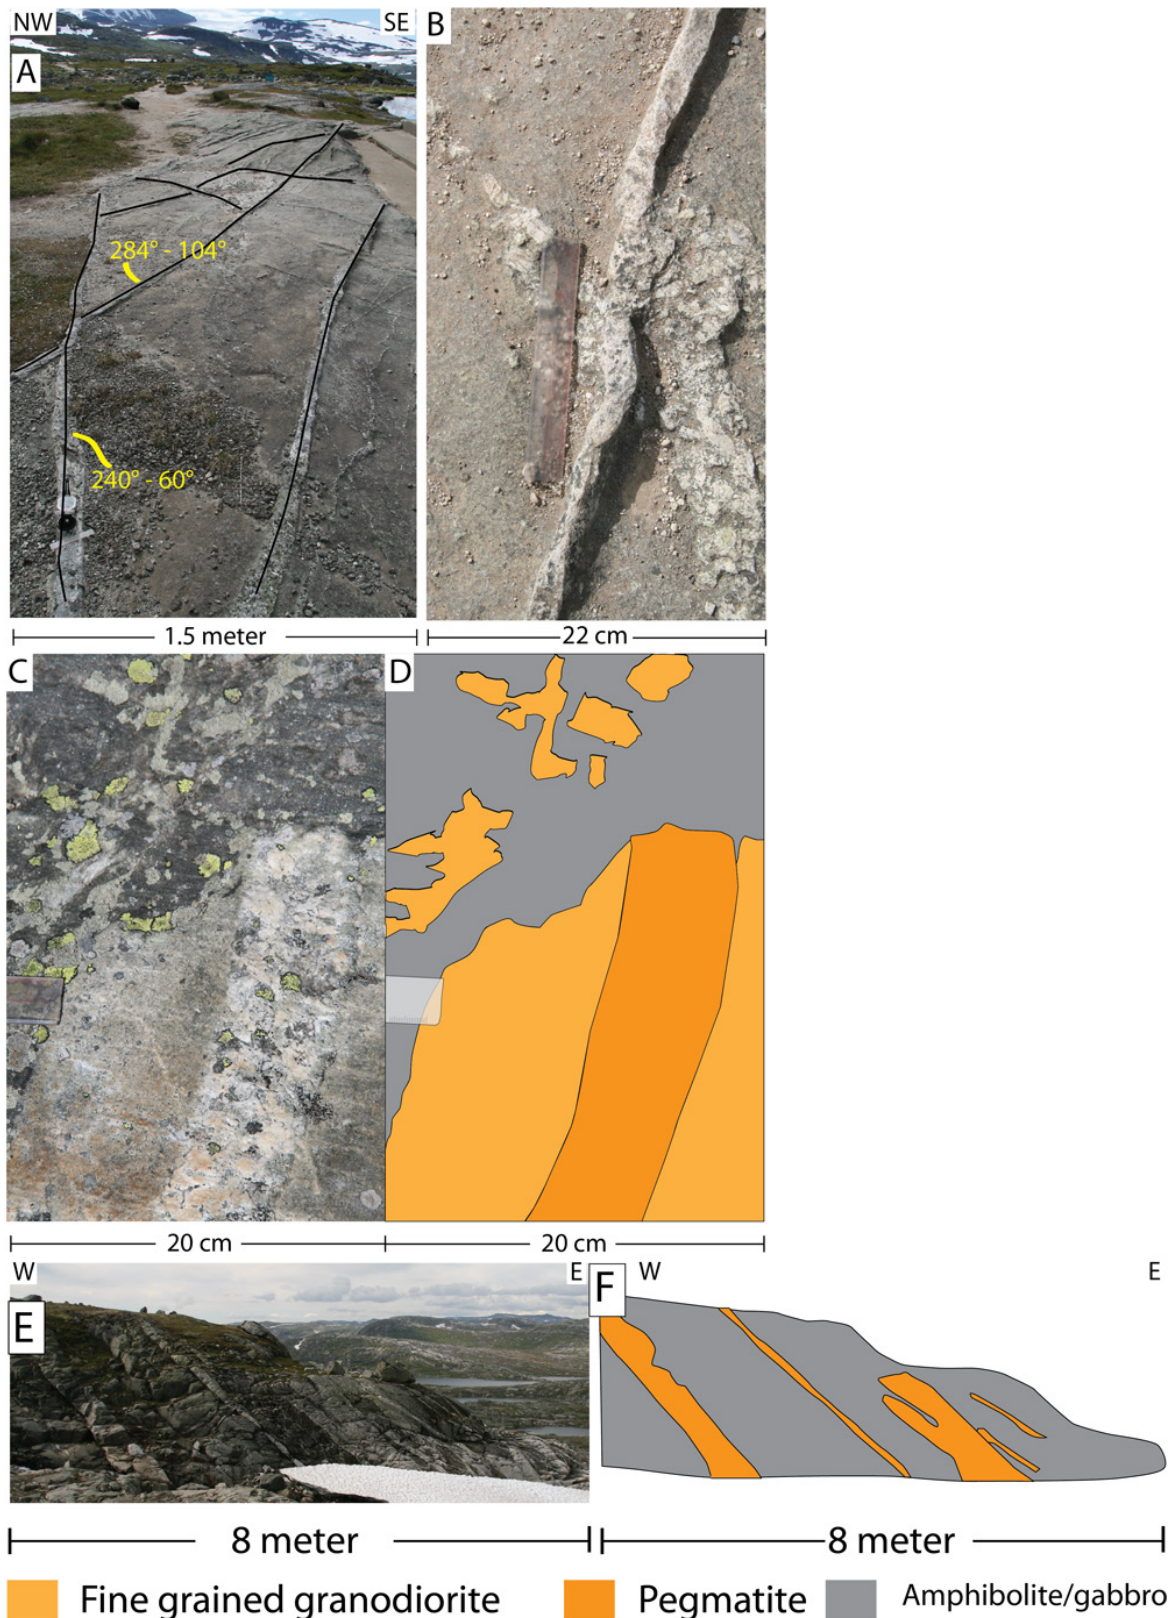 NW SE
A
B
284° - 104°
240° - 60°
1.5 meter
22 cm
C
D
20 cm
20 cm
W E
E
F W E
8 meter
8 meter
Fine grained granodiorite
Pegmatite
Amphibolite/gabbro